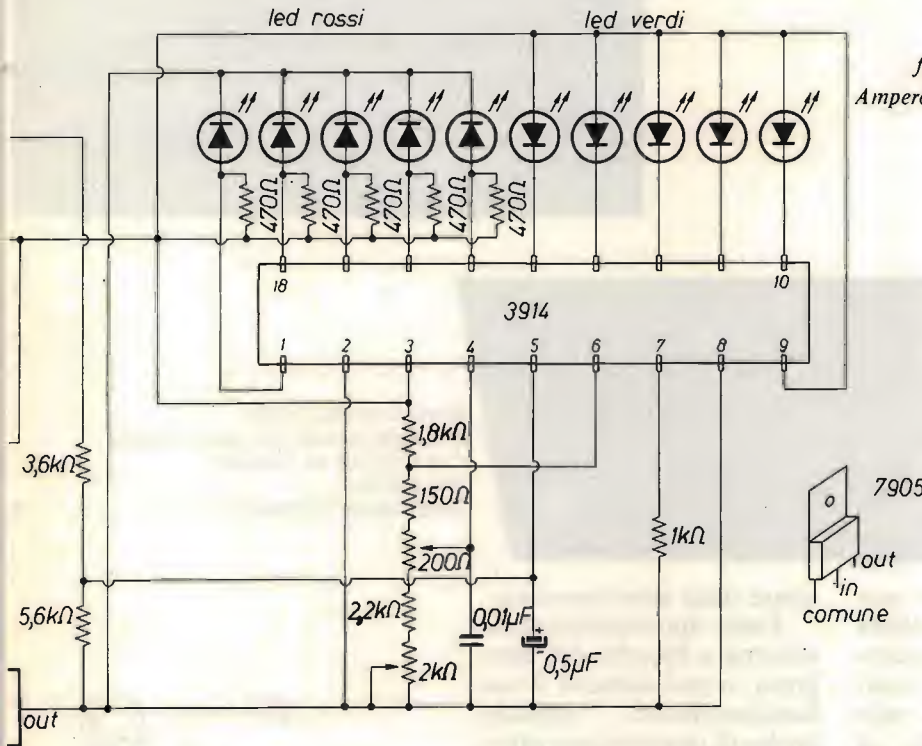 led rossi
led verdi
f
Ampero
470Ω
470Ω
470Ω
470Ω
470Ω
18
10
3914
1
2
3
4
5
6
7
8
9
1,8kΩ
3,6kΩ
150Ω
200Ω
1kΩ
7905
out
in
comune
5,6kΩ
2,2kΩ
0,01µF
+
-
0,5µF
2kΩ
out